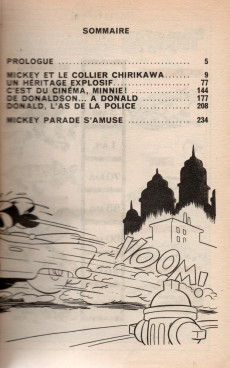 SOMMAIRE
PROLOGUE 5
MICKEY ET LE COLLIER CHIRIKAWA 9
UN HÉRITAGE EXPLOSIF 77
C'EST DU CINÉMA, MINNIE! 144
DE DONALDSON... A DONALD 177
DONALD, L'AS DE LA POLICE 208
MICKEY PARADE S'AMUSE 234
VOOM!